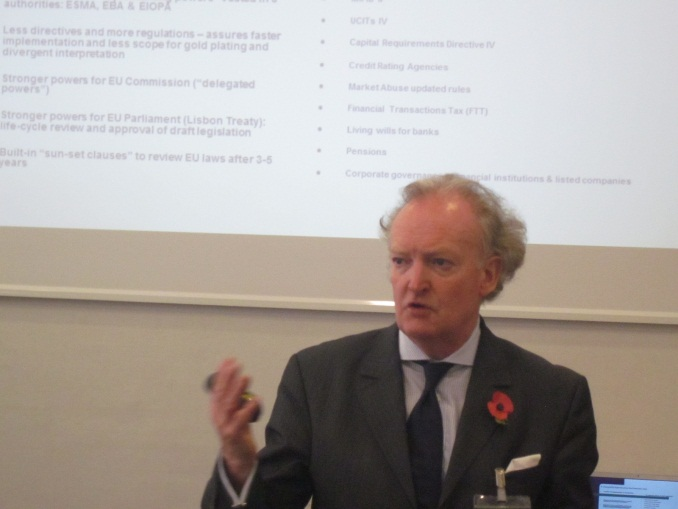 authorities: ESMA, EBA & EIOPA
Less directives and more regulations – assures faster
implementation and less scope for gold plating and
divergent interpretation
Stronger powers for EU Commission ("delegated
powers")
Stronger powers for EU Parliament (Lisbon Treaty):
life-cycle review and approval of draft legislation
Built-in "sun-set clauses" to review EU laws after 3-5
years
UCITs IV
Capital Requirements Directive IV
Credit Rating Agencies
Market Abuse updated rules
Financial Transactions Tax (FTT)
Living wills for banks
Pensions
Corporate institutions & listed companies